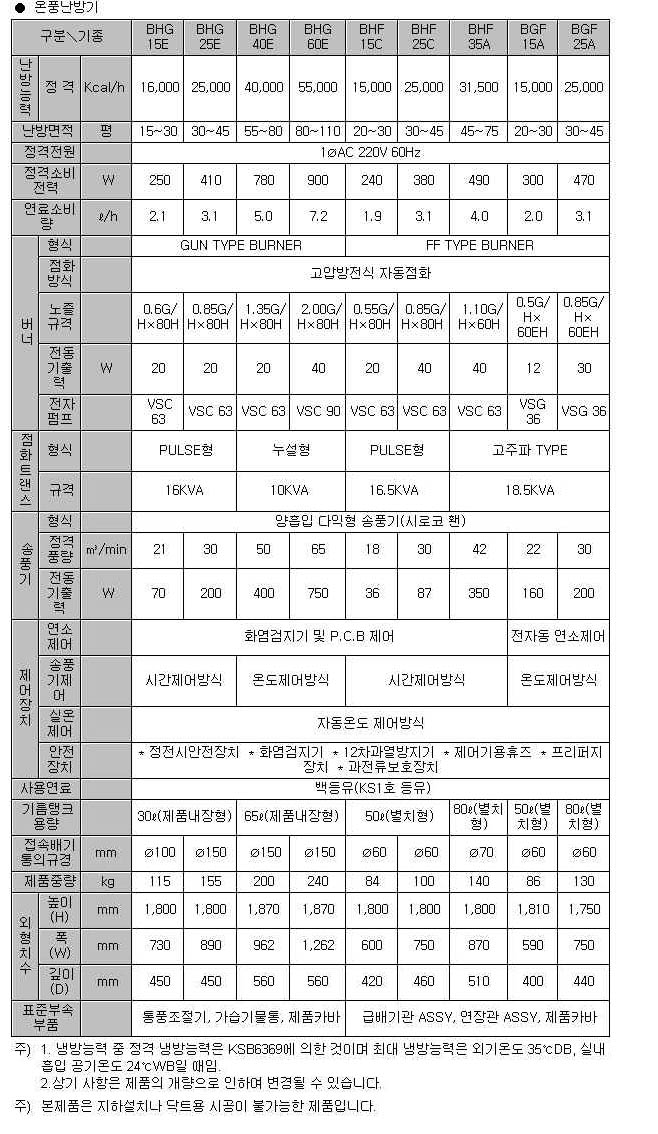 ● 온풍난방기
구분＼기종 BHG 15E BHG 25E BHG 40E BHG 60E BHF 15C BHF 25C BHF 35A BGF 15A BGF 25A
난방능력 정 격 Kcal/h 16,000 25,000 40,000 55,000 15,000 25,000 31,500 15,000 25,000
난방면적 평 15~30 30~45 55~80 80~110 20~30 30~45 45~75 20~30 30~45
정격전원 1∅AC 220V 60Hz
정격소비전력 W 250 410 780 900 240 380 490 300 470
연료소비량 ℓ/h 2.1 3.1 5.0 7.2 1.9 3.1 4.0 2.0 3.1
버너 형식 GUN TYPE BURNER FF TYPE BURNER
점화방식 고압방전식 자동점화
노즐규격 0.6G/H×80H 0.85G/H×80H 1.35G/H×80H 2.00G/H×80H 0.55G/H×80H 0.85G/H×80H 1.10G/H×60H 0.5G/H×60EH 0.85G/H×60EH
전동기출력 W 20 20 20 40 20 40 40 12 30
전자펌프 VSC 63 VSC 63 VSC 63 VSC 90 VSC 63 VSC 63 VSC 63 VSG 36 VSG 36
점화트랜스 형식 PULSE형 누설형 PULSE형 고주파 TYPE
규격 16KVA 10KVA 16.5KVA 18.5KVA
송풍기 형식 양흡입 다익형 송풍기(시로코 홴)
정격풍량 ㎥/min 21 30 50 65 18 30 42 22 30
전동기출력 W 70 200 400 750 36 87 350 160 200
제어장치 연소제어 화염검지기 및 P.C.B 제어 전자동 연소제어
송풍기제어 시간제어방식 온도제어방식 시간제어방식 온도제어방식
실온제어 자동온도 제어방식
안전장치 * 정전시안전장치 * 화염검지기 * 12차과열방지기 * 제어기용휴즈 * 프리퍼지
장치 * 과전류보호장치
사용연료 백등유(KS1호 등유)
기름탱크용량 30ℓ(제품내장형) 65ℓ(제품내장형) 50ℓ(별치형) 80ℓ(별치형) 50ℓ(별치형) 80ℓ(별치형)
접속배기통의규경 mm ∅100 ∅150 ∅150 ∅150 ∅60 ∅60 ∅70 ∅60 ∅60
제품중량 kg 115 155 200 240 84 100 140 86 130
외형치수 높이(H) mm 1,800 1,800 1,870 1,870 1,800 1,800 1,800 1,810 1,750
폭(W) mm 730 890 962 1,262 600 750 870 590 750
깊이(D) mm 450 450 560 560 420 460 510 400 440
표준부속부품 통풍조절기, 가습기물통, 제품카바 급배기관 ASSY, 연장관 ASSY, 제품카바
주) 1. 냉방능력 중 정격 냉방능력은 KSB6369에 의한 것이며 최대 냉방능력은 외기온도 35℃DB, 실내
흡입 공기온도 24℃WB일 때임.
2.상기 사항은 제품의 개량으로 인하여 변경될 수 있습니다.
주) 본제품은 지하설치나 닥트용 시공이 불가능한 제품입니다.